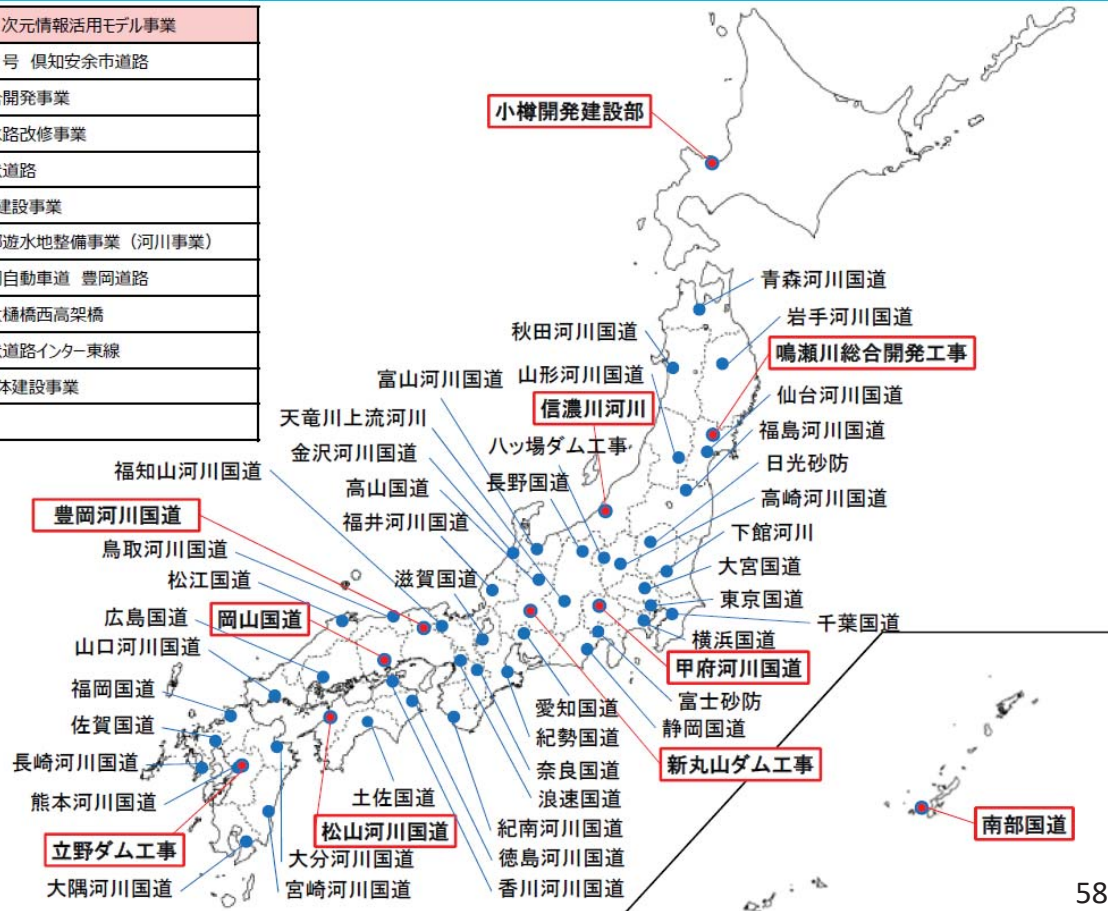 次元情報活用モデル事業
号 倶知安余市道路
開発事業
路改修事業
道路
建設事業
遊水地整備事業（河川事業）
自動車道 豊岡道路
樋橋西高架橋
道路インター東線
体建設事業
小樽開発建設部
青森河川国道
岩手河川国道
秋田河川国道
鳴瀬川総合開発工事
富山河川国道
山形河川国道
仙台河川国道
信濃川河川
天竜川上流河川
福島河川国道
八ッ場ダム工事
金沢河川国道
日光砂防
福知山河川国道
長野国道
高山国道
高崎河川国道
豊岡河川国道
福井河川国道
下館河川
鳥取河川国道
滋賀国道
大宮国道
松江国道
東京国道
広島国道
岡山国道
千葉国道
横浜国道
山口河川国道
甲府河川国道
福岡国道
富士砂防
愛知国道
佐賀国道
静岡国道
紀勢国道
長崎河川国道
新丸山ダム工事
奈良国道
熊本河川国道
土佐国道
浪速国道
松山河川国道
紀南河川国道
南部国道
立野ダム工事
大分河川国道
徳島河川国道
大隅河川国道
宮崎河川国道
香川河川国道
58